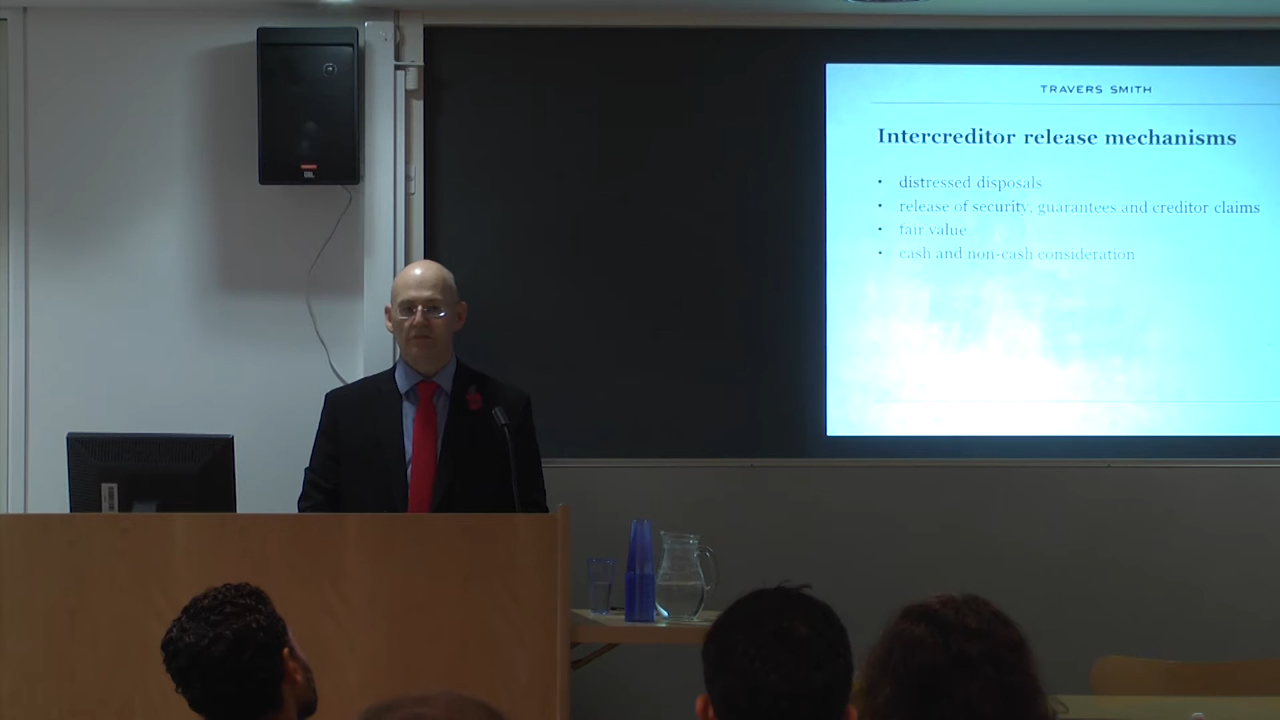 TRAVERS SMITH
Intercreditor release mechanisms
• distressed disposals
• release of security, guarantees and creditor claims
• fair value
• cash and non-cash consideration
JBL